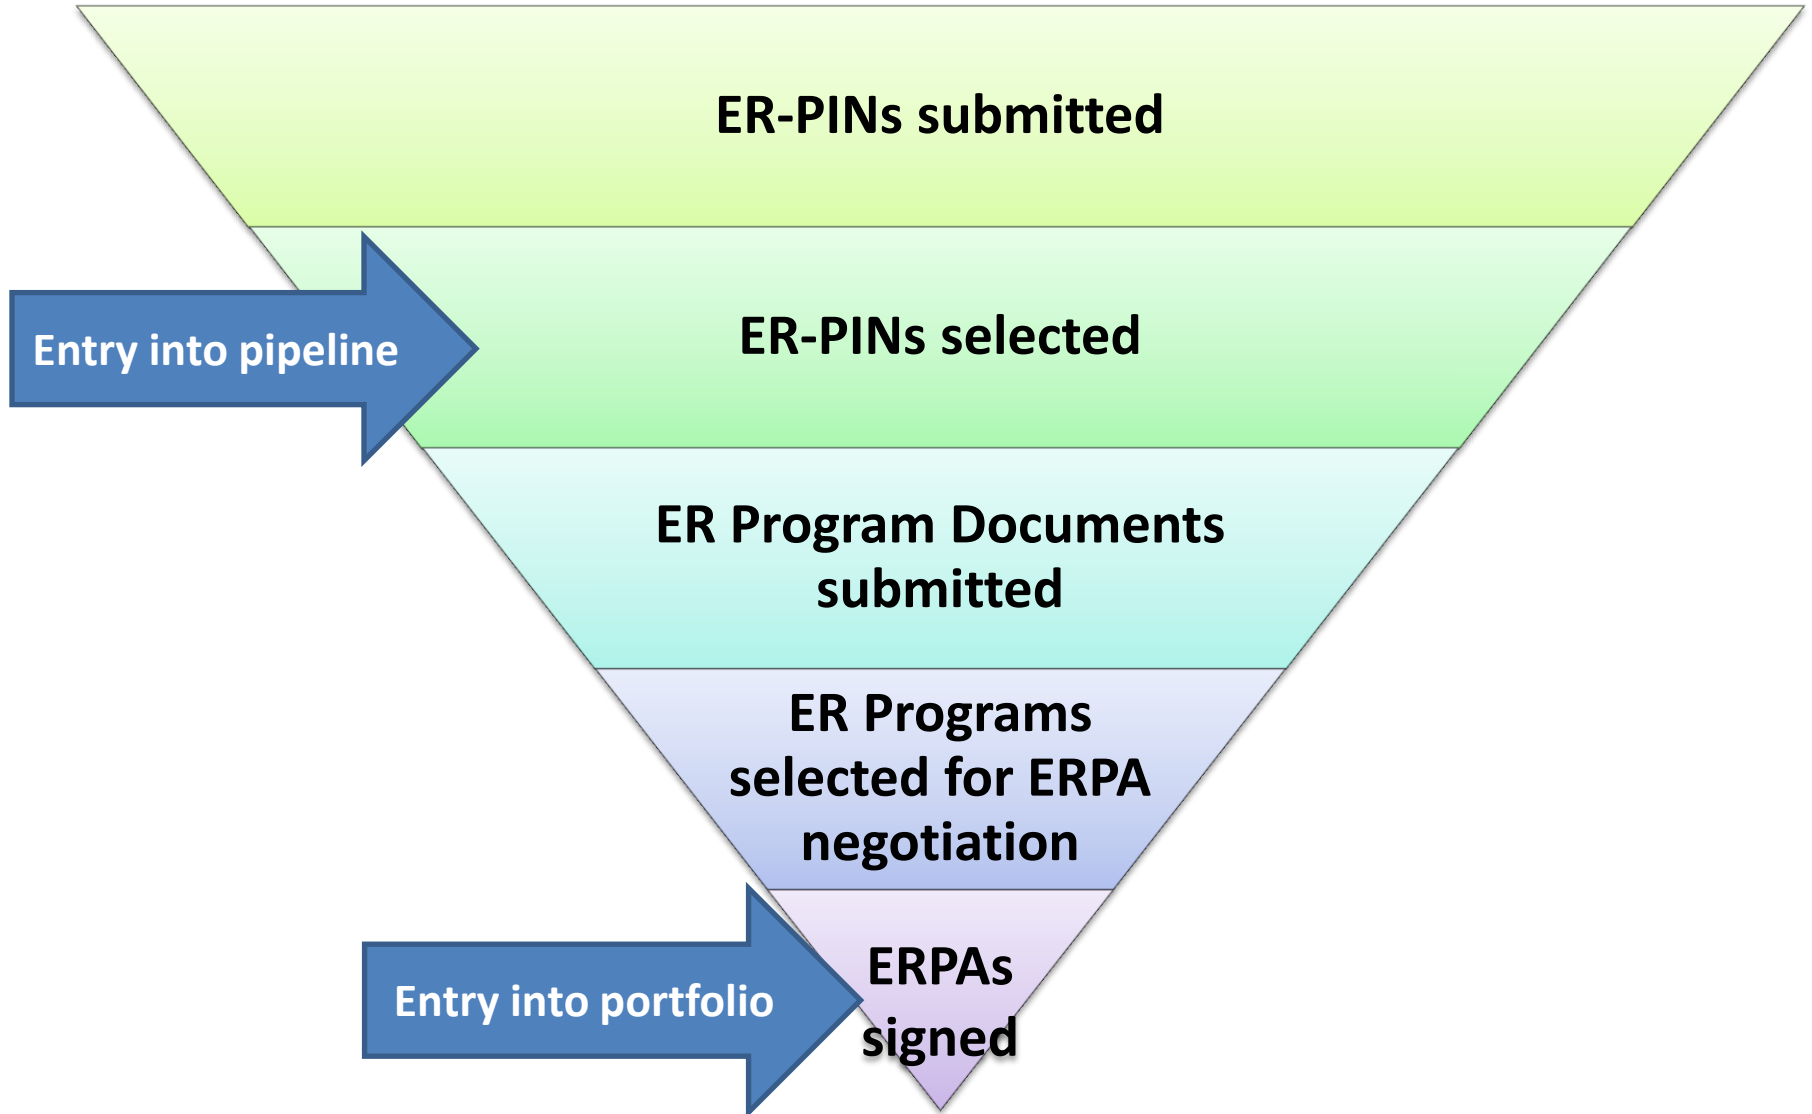 ER-PINs submitted
Entry into pipeline
ER-PINs selected
ER Program Documents
submitted
ER Programs
selected for ERPA
negotiation
Entry into portfolio
ERPAs
signed